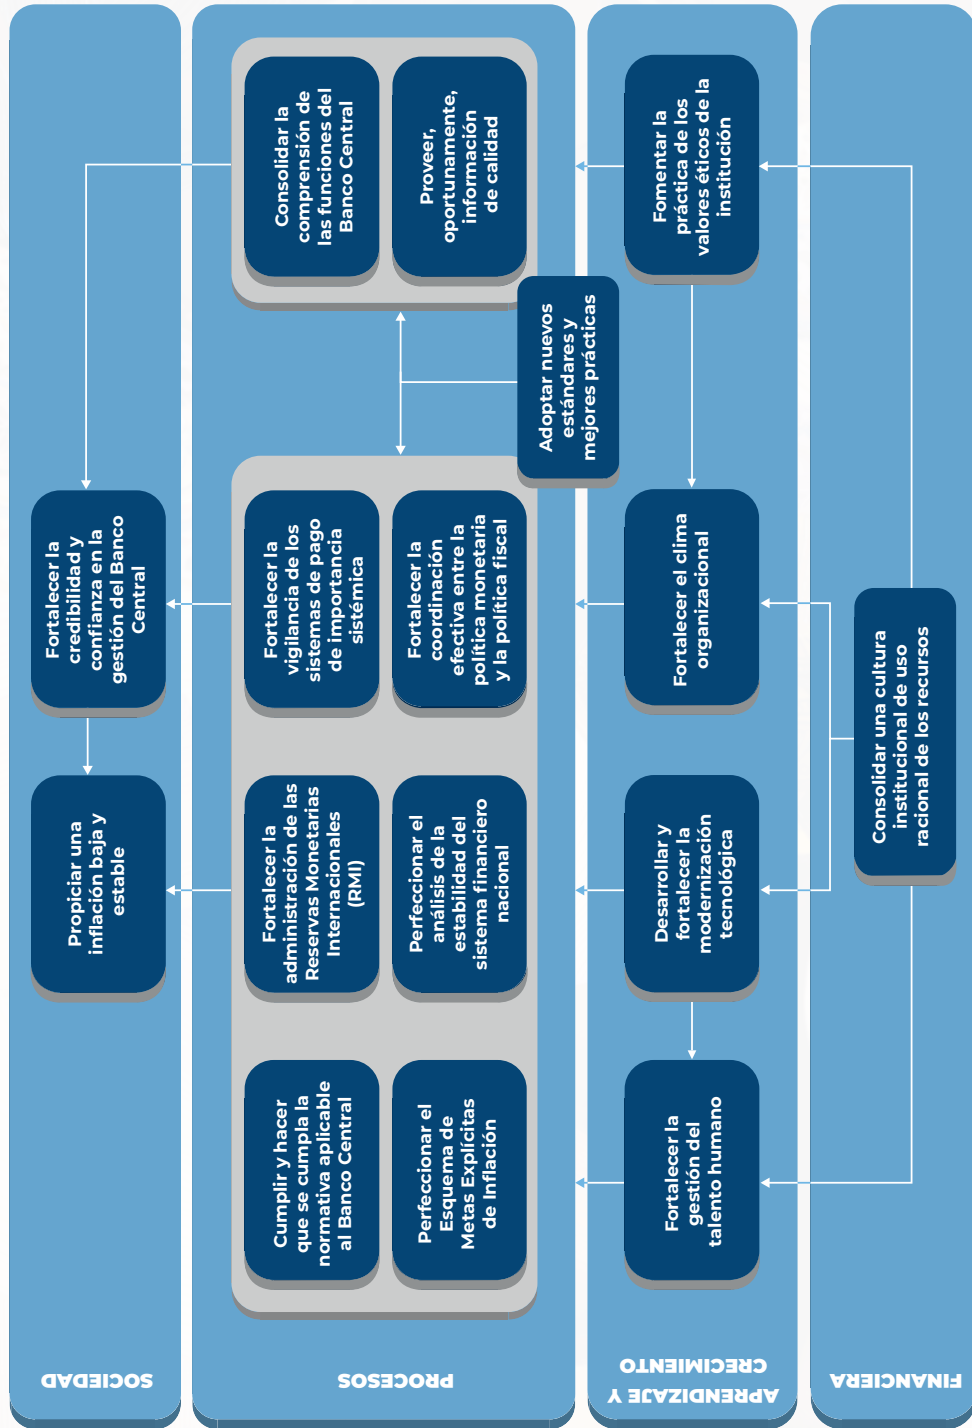 SOCIEDAD
Propiciar una
inflación baja y
estable
Fortalecer la
credibilidad y
confianza en la
gestión del Banco
Central
PROCESOS
Cumplir y hacer
que se cumpla la
normativa aplicable
al Banco Central
Fortalecer la
administración de las
Reservas Monetarias
Internacionales
(RMI)
Fortalecer la
vigilancia de los
sistemas de pago
de importancia
sistémica
Consolidar la
comprensión de
las funciones del
Banco Central
Perfeccionar el
Esquema de
Metas Explícitas
de Inflación
Perfeccionar el
análisis de la
estabilidad del
sistema financiero
nacional
Fortalecer la
coordinación
efectiva entre la
política monetaria
y la política fiscal
Proveer,
oportunamente,
información
de calidad
Adoptar nuevos
estándares y
mejores prácticas
APRENDIZAJE Y
CRECIMIENTO
Fortalecer la
gestión del
talento humano
Desarrollar y
fortalecer la
modernización
tecnológica
Fortalecer el clima
organizacional
Fomentar la
práctica de los
valores éticos de la
institución
FINANCIERA
Consolidar una cultura
institucional de uso
racional de los recursos